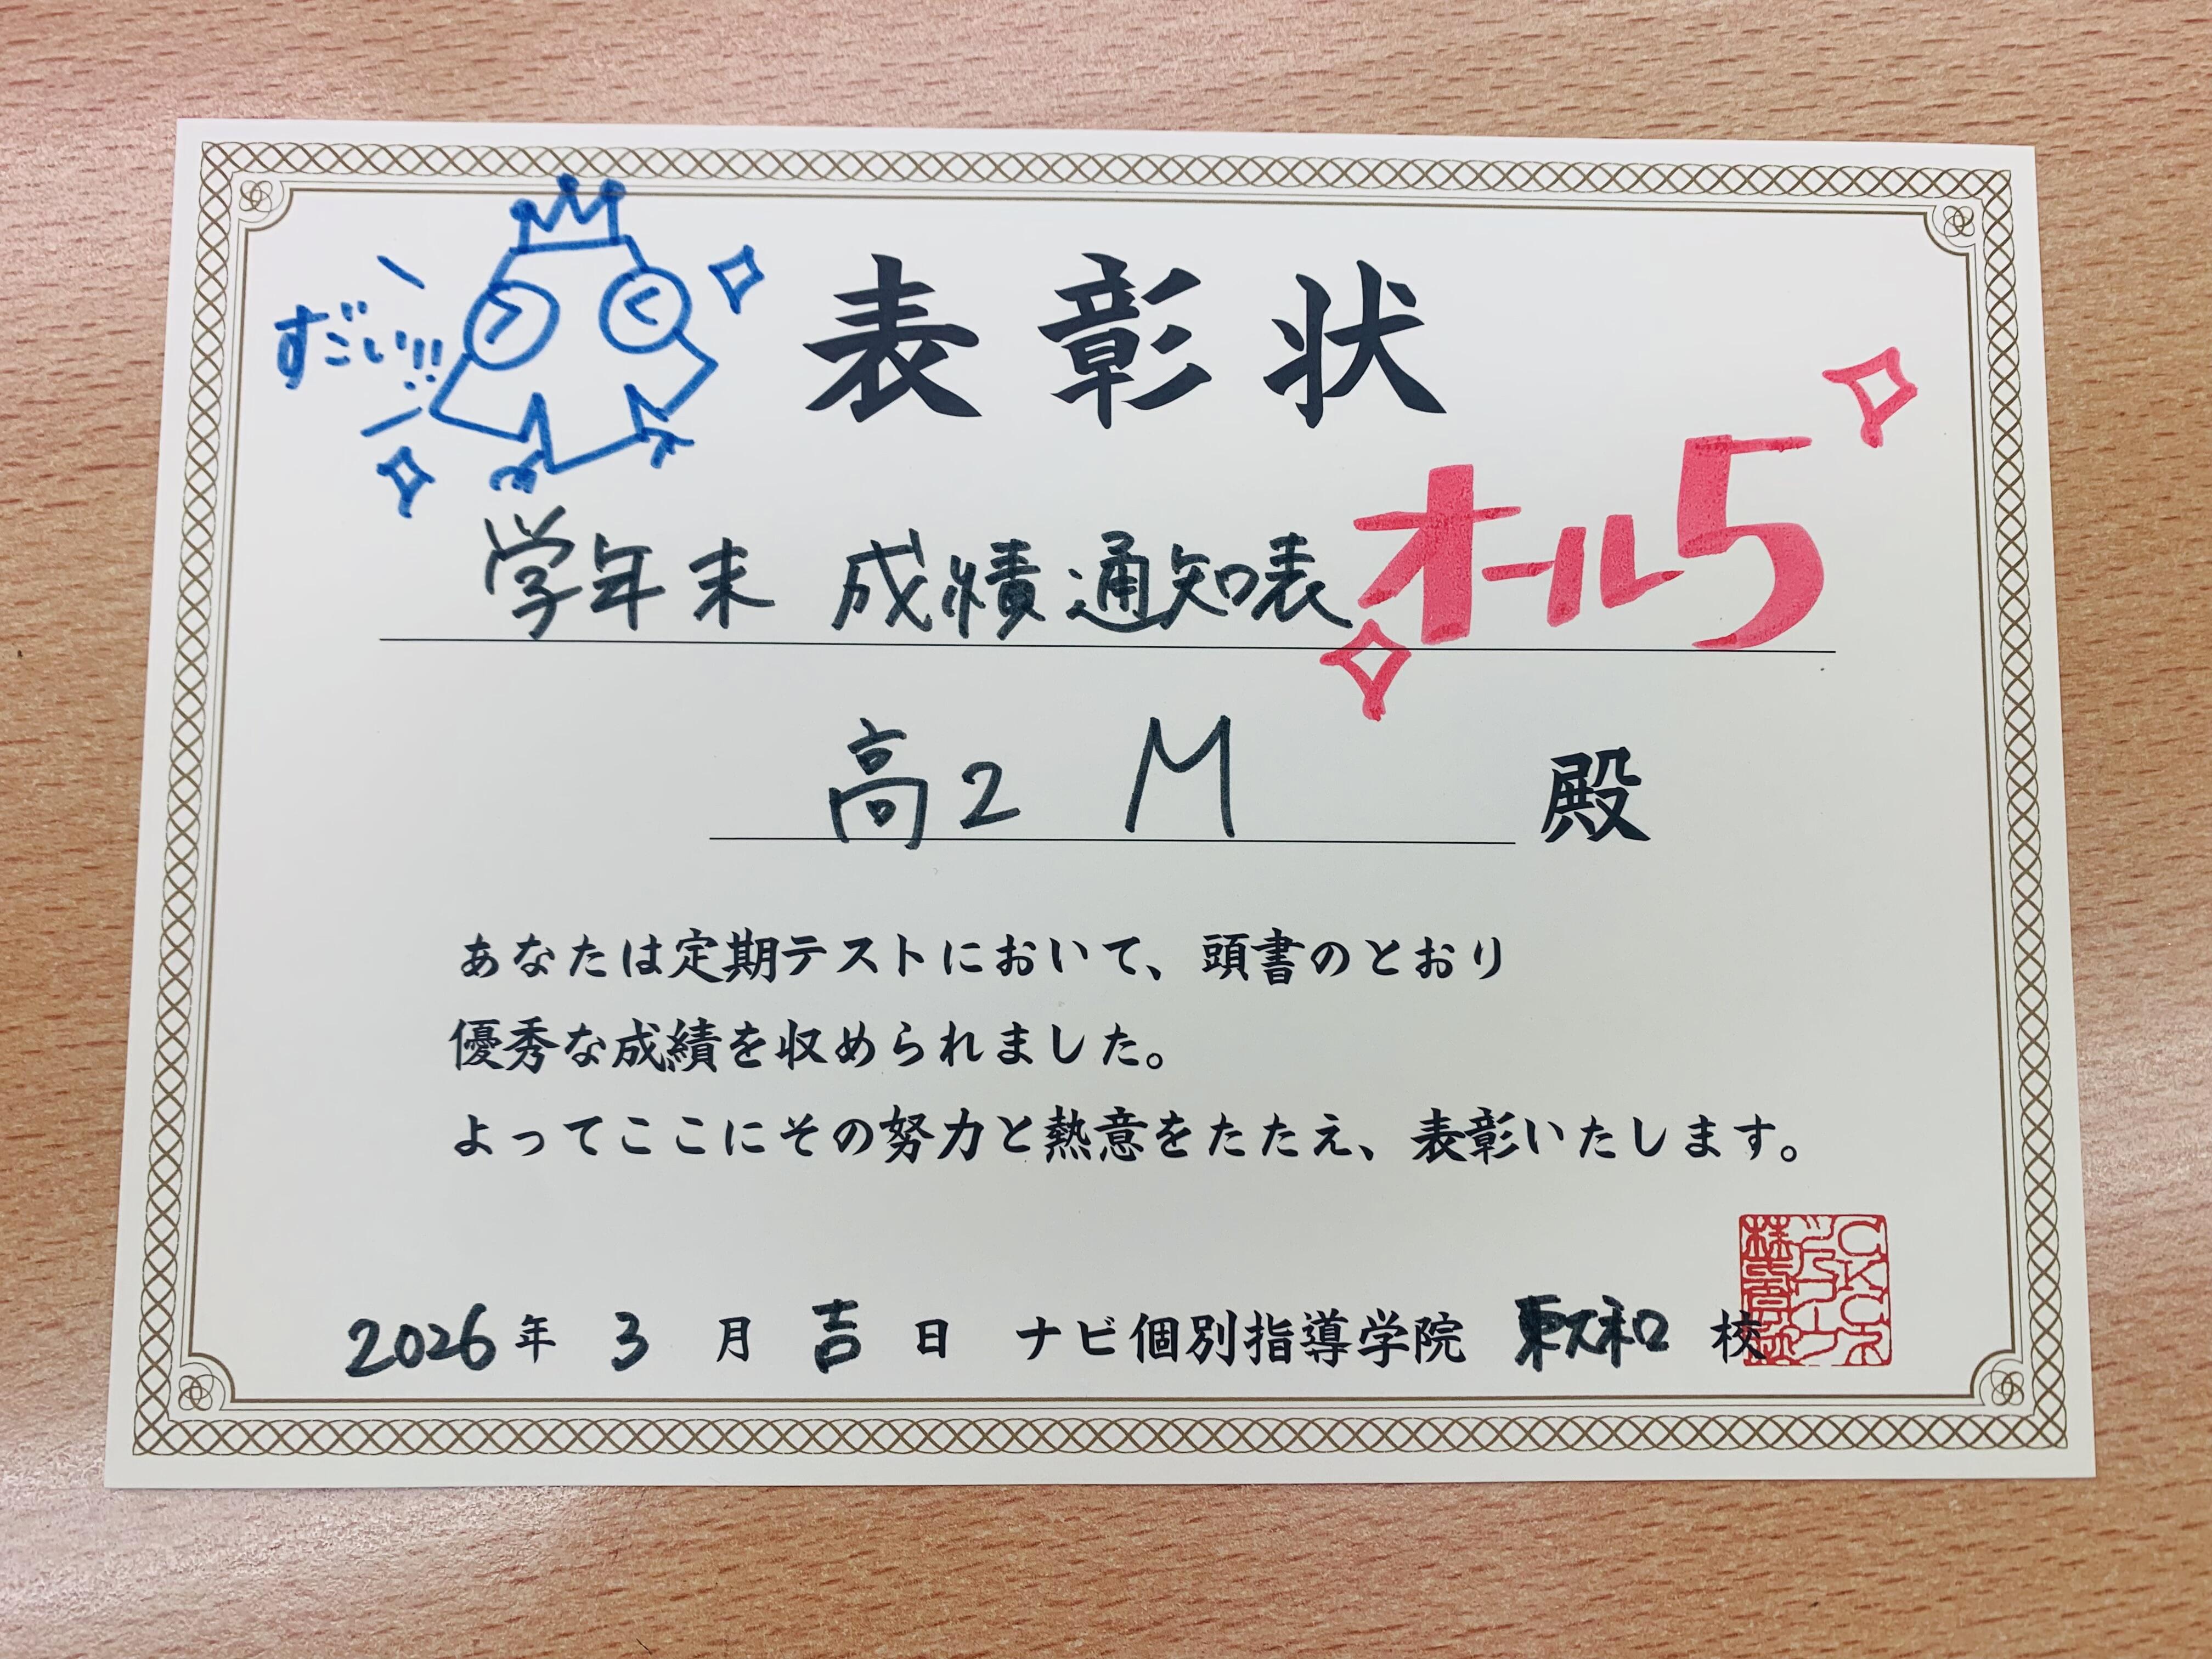 表彰状
すごい!!
学年末 成績通知表 オール5
高2 M 殿
あなたは定期テストにおいて、頭書のとおり
優秀な成績を収められました。
よってここにその努力と熱意をたたえ、表彰いたします。
2026年 3月 吉日 ナビ個別指導学院 東大和 校